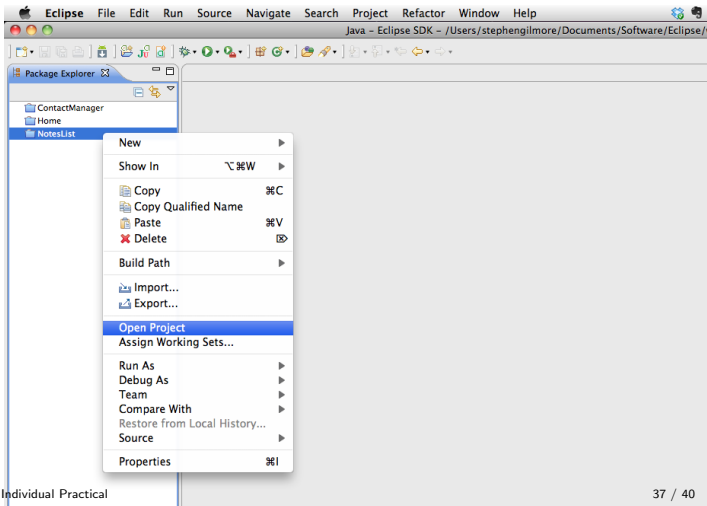 Eclipse File Edit Run Source Navigate Search Project Refactor Window Help
Java – Eclipse SDK – /Users/stephengilmore/Documents/Software/Eclipse/
Package Explorer
ContactManager
Home
NotesList
New
Show In ⌥⌘W
Copy ⌘C
Copy Qualified Name
Paste ⌘V
Delete ⌦
Build Path
Import...
Export...
Open Project
Assign Working Sets...
Run As
Debug As
Team
Compare With
Restore from Local History...
Source
Properties ⌘I
Individual Practical 37 / 40